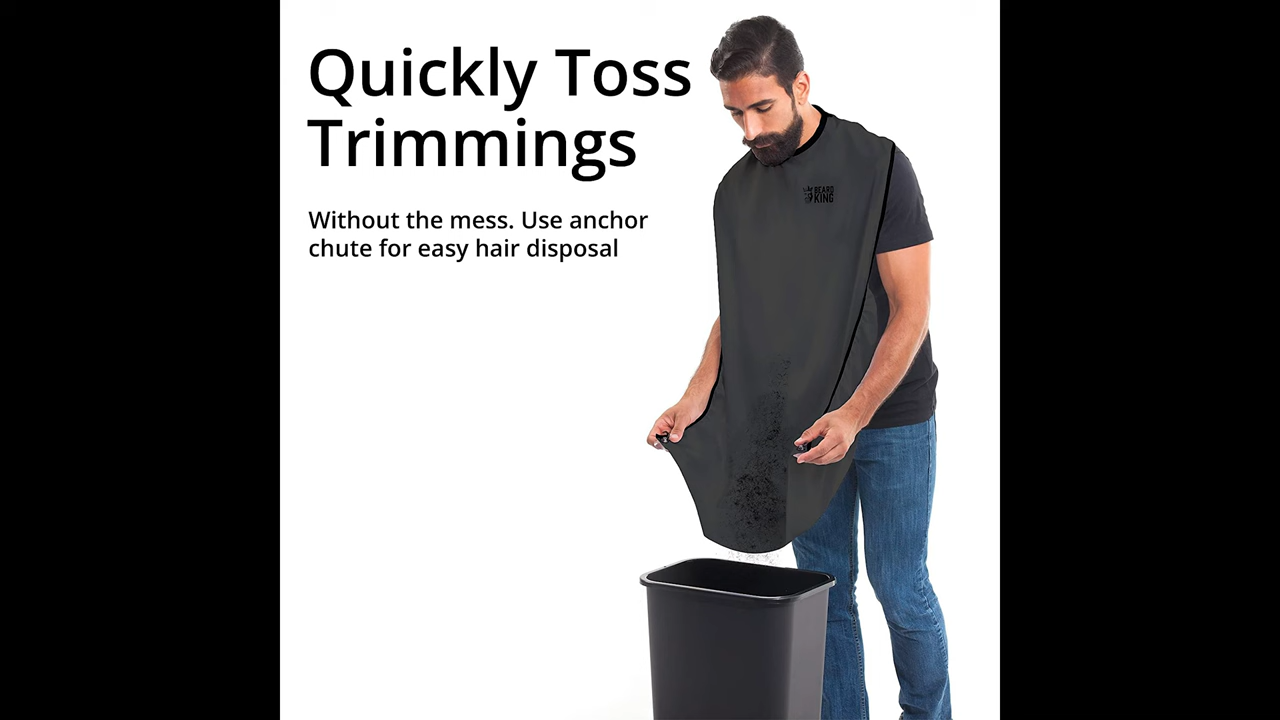 Quickly Toss
Trimmings
Without the mess. Use anchor
chute for easy hair disposal
BEARD
KING